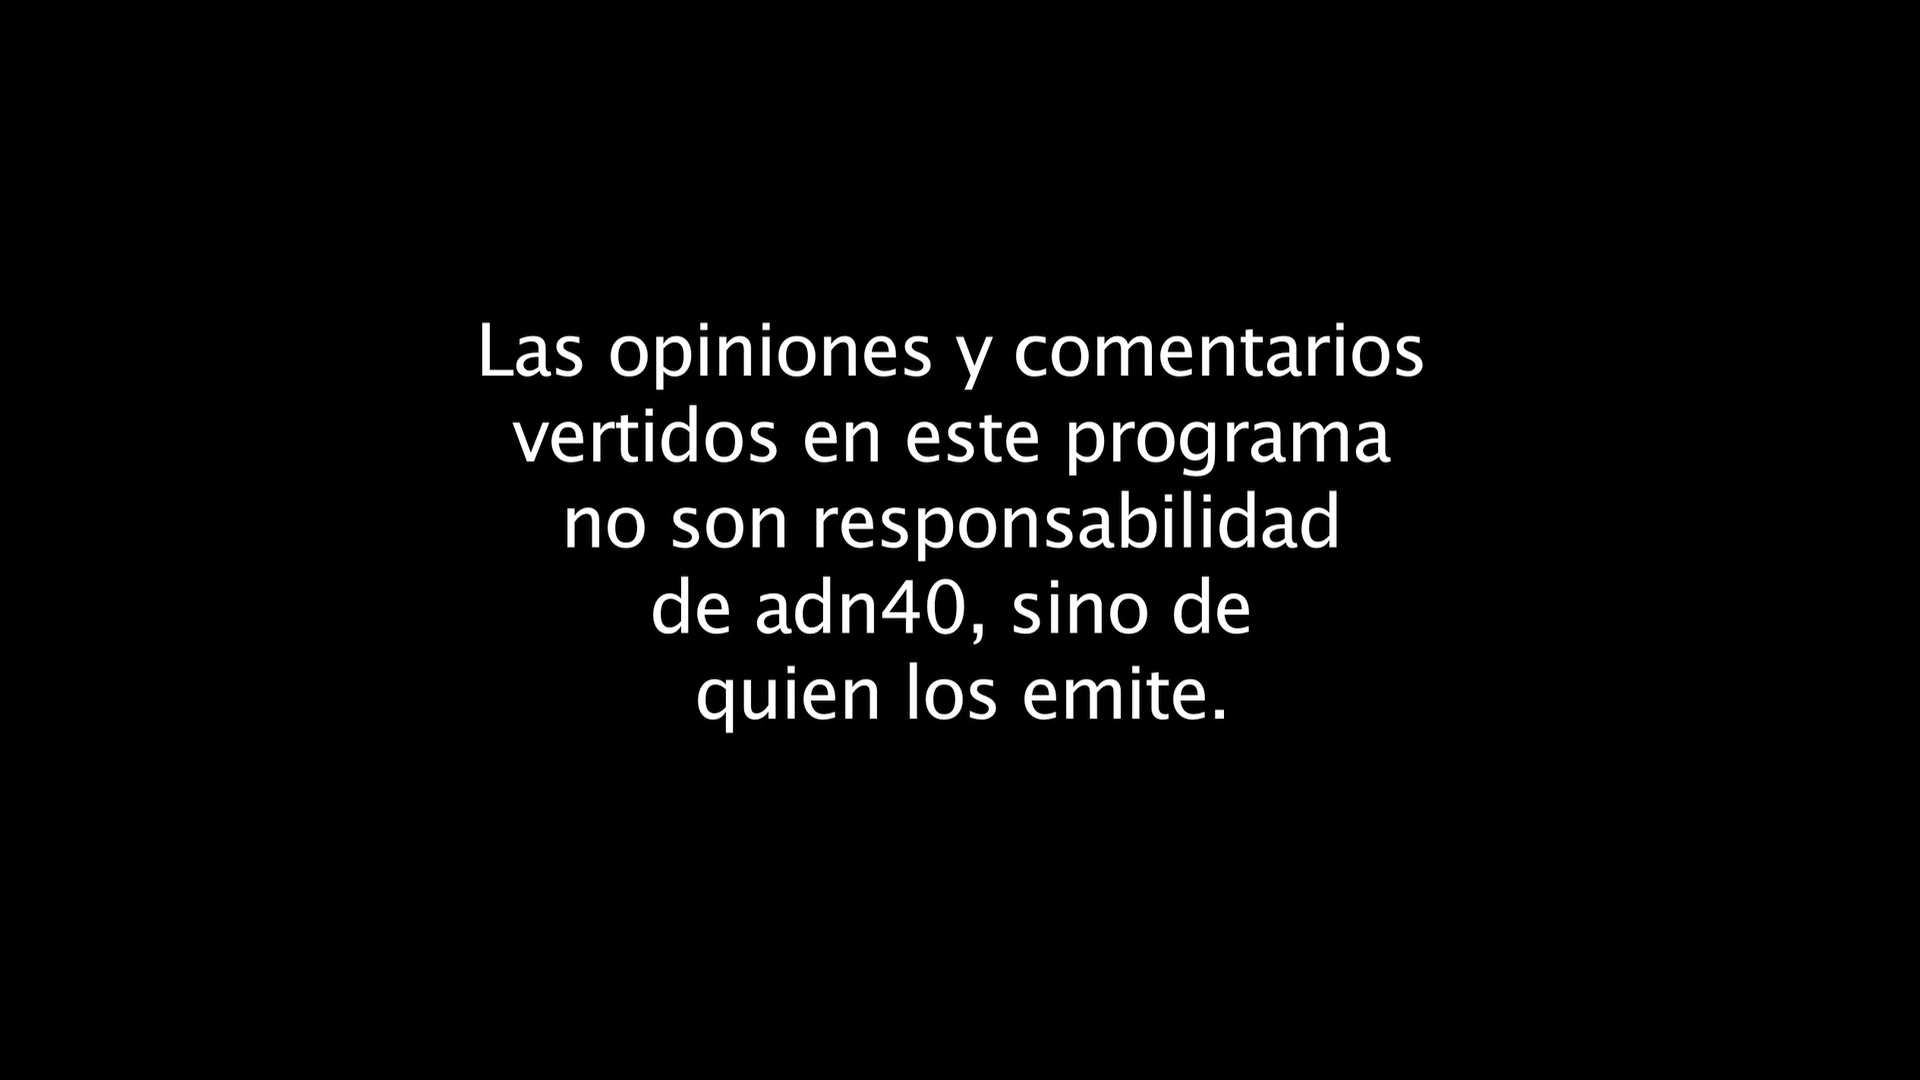 Las opiniones y comentarios
vertidos en este programa
no son responsabilidad
de adn40, sino de
quien los emite.